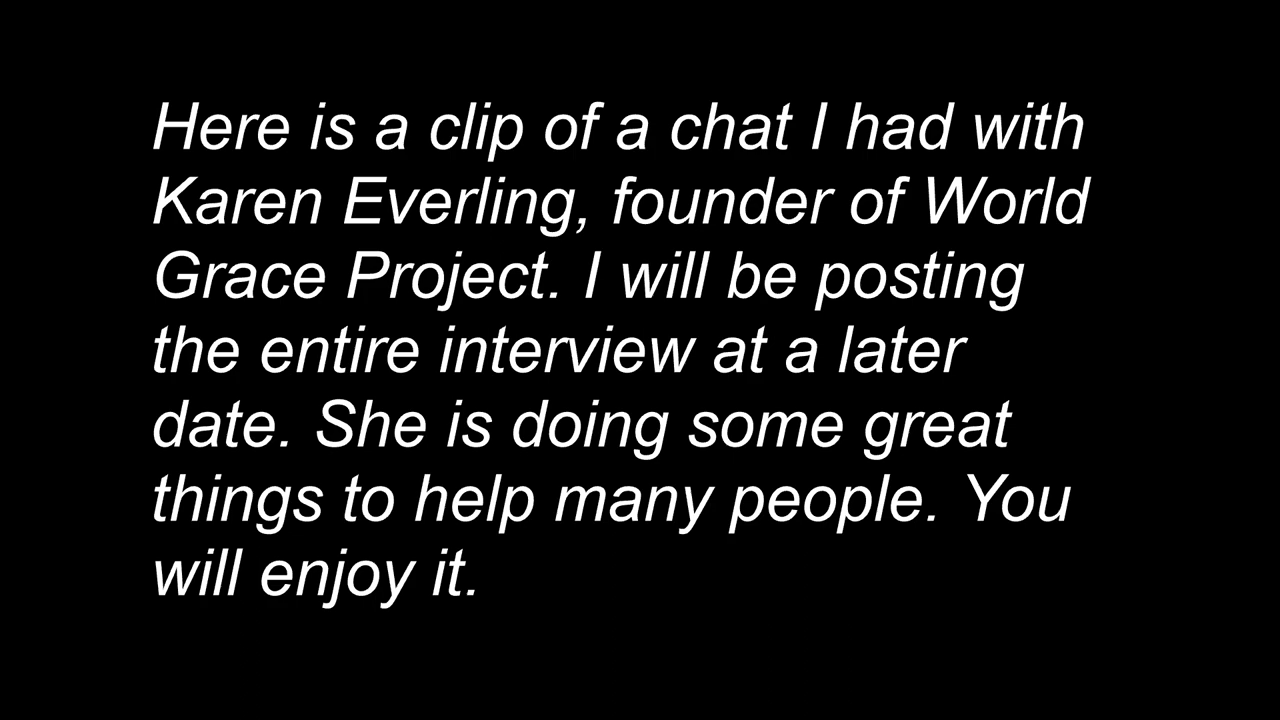 Here is a clip of a chat I had with
Karen Everling, founder of World
Grace Project. I will be posting
the entire interview at a later
date. She is doing some great
things to help many people. You
will enjoy it.